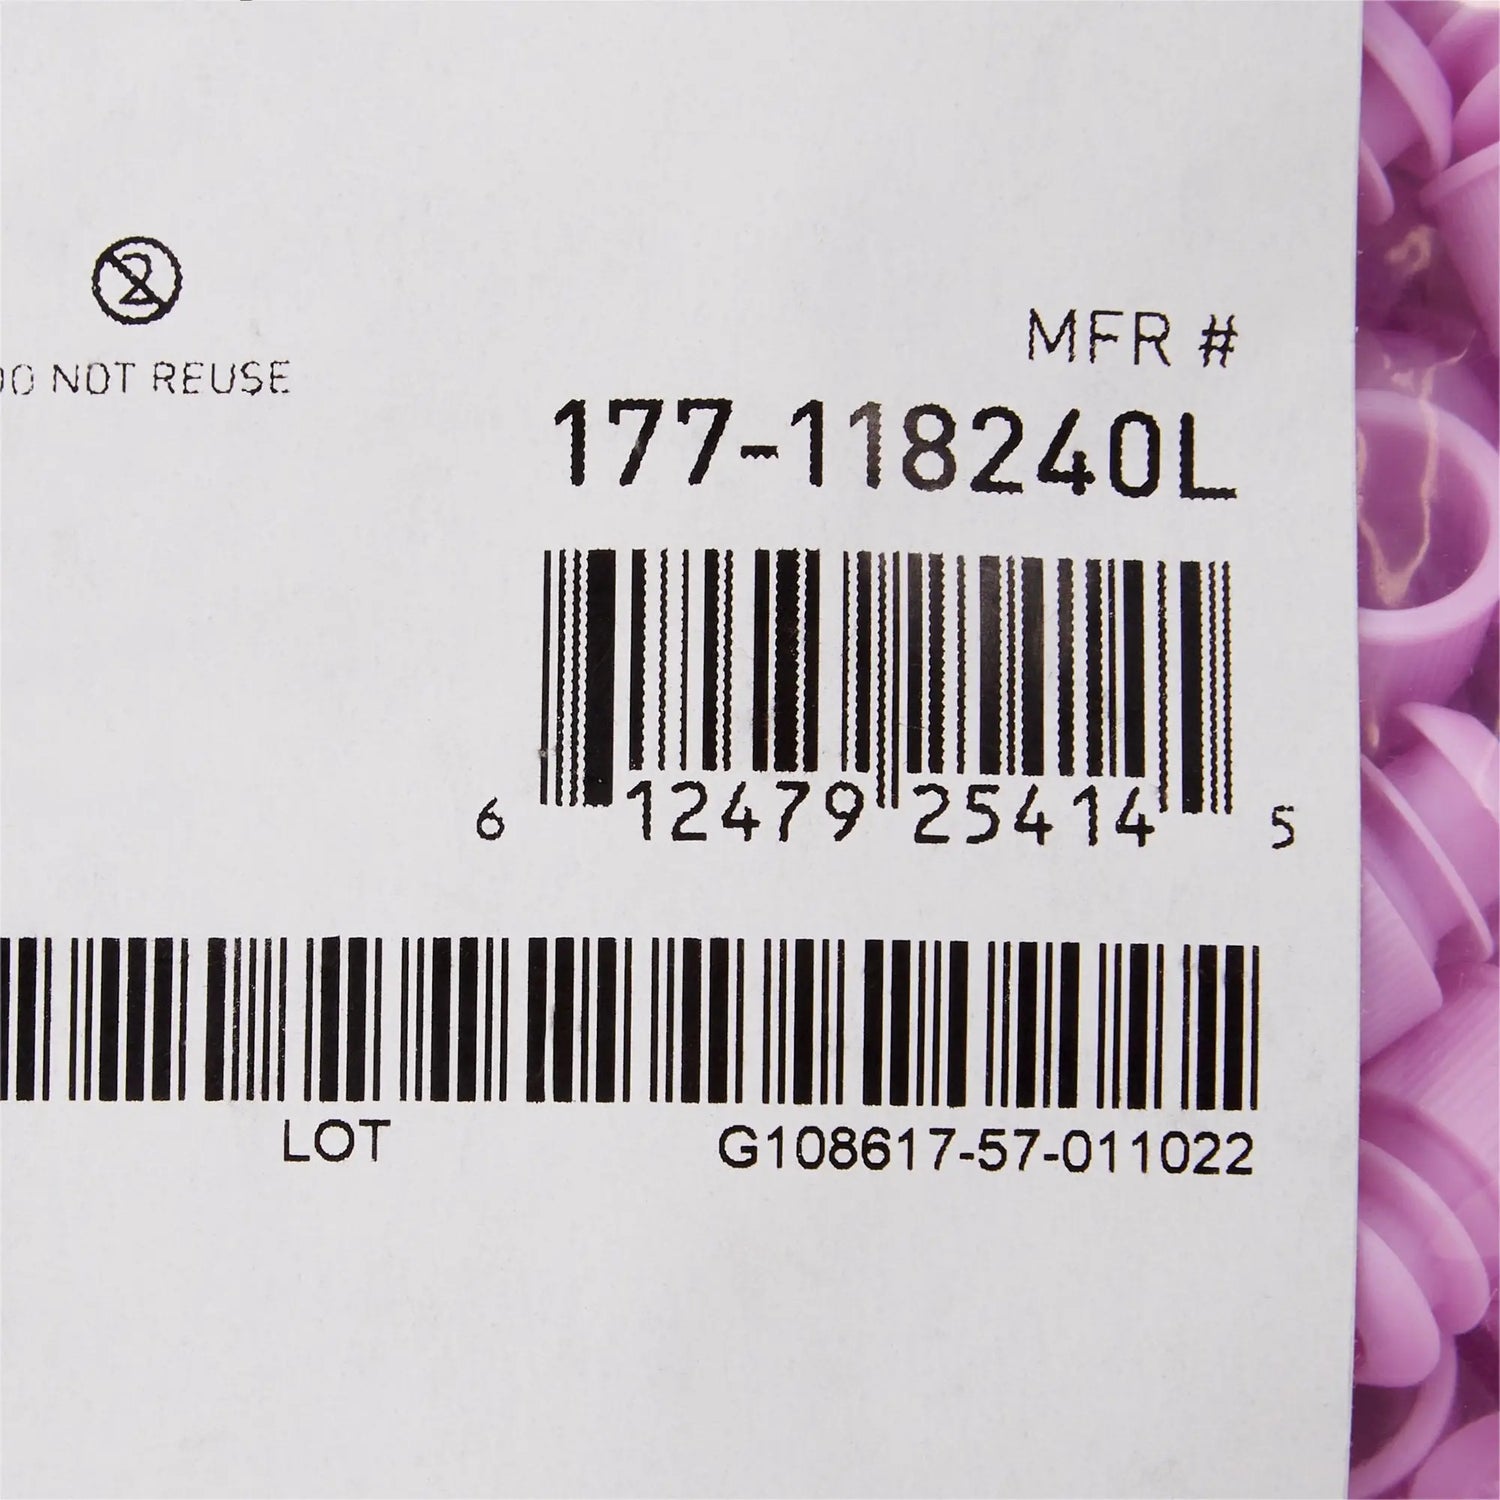 DO NOT REUSE
MFR #
177-118240L
6 12479 25414 5
LOT G108617-57-011022